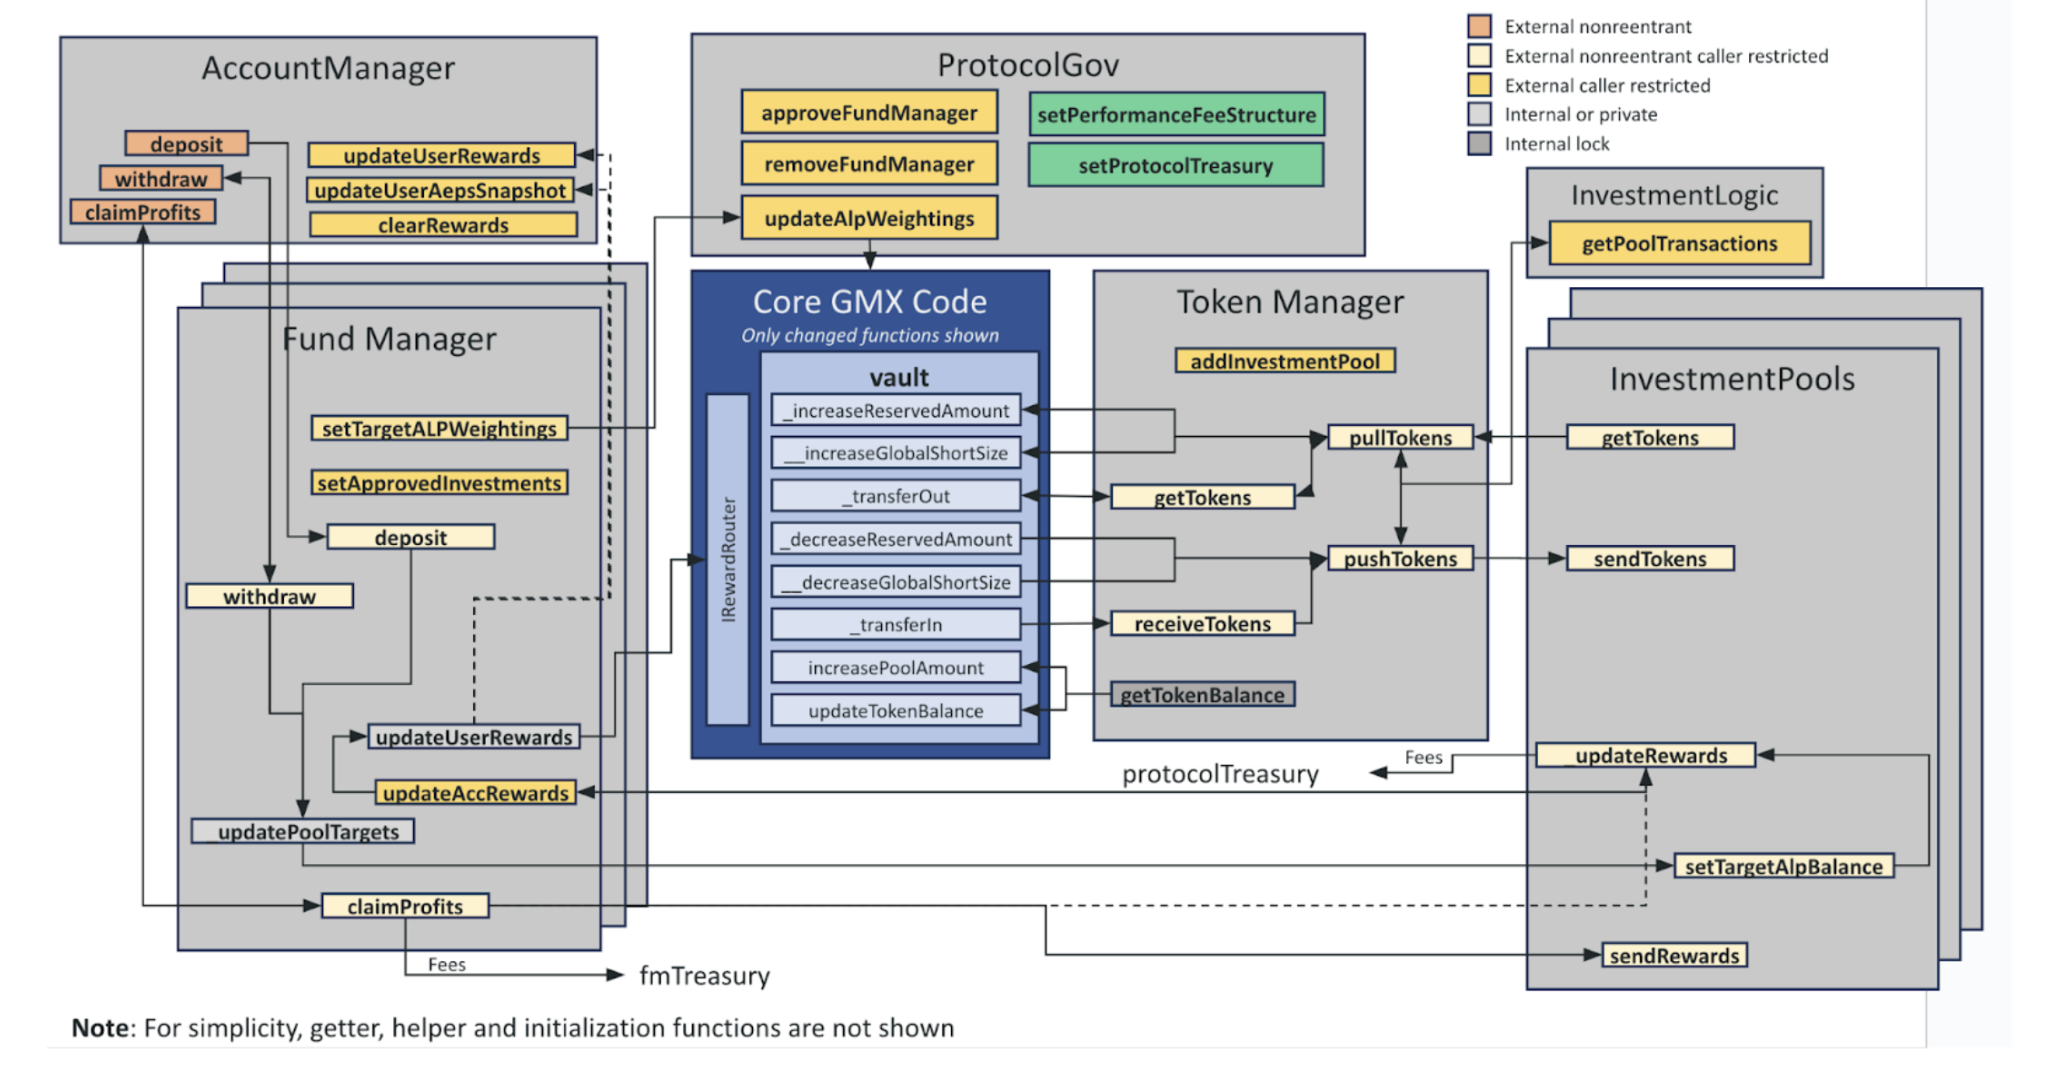 External nonreentrant
External nonreentrant caller restricted
External caller restricted
Internal or private
Internal lock
AccountManager
deposit
withdraw
claimProfits
updateUserRewards
updateUserAepsSnapshot
clearRewards
ProtocolGov
approveFundManager
removeFundManager
updateAlpWeightings
setPerformanceFeeStructure
setProtocolTreasury
InvestmentLogic
getPoolTransactions
Fund Manager
setTargetALPWeightings
setApprovedInvestments
deposit
withdraw
updateUserRewards
updateAccRewards
_updatePoolTargets
claimProfits
Fees
fmTreasury
Core GMX Code
Only changed functions shown
IRewardRouter
vault
_increaseReservedAmount
__increaseGlobalShortSize
_transferOut
_decreaseReservedAmount
__decreaseGlobalShortSize
_transferIn
increasePoolAmount
updateTokenBalance
Token Manager
addInvestmentPool
pullTokens
getTokens
pushTokens
receiveTokens
getTokenBalance
InvestmentPools
getTokens
sendTokens
_updateRewards
Fees
protocolTreasury
setTargetAlpBalance
sendRewards
Note: For simplicity, getter, helper and initialization functions are not shown